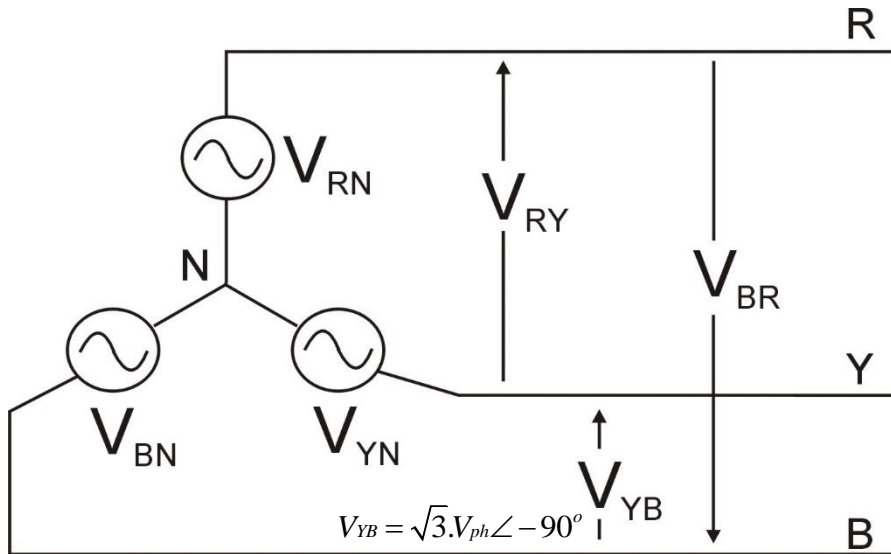 R
V_RN
V_RY
N
V_BR
Y
V_BN
V_YN
V_YB
V_YB = √3.V_ph∠−90°
B